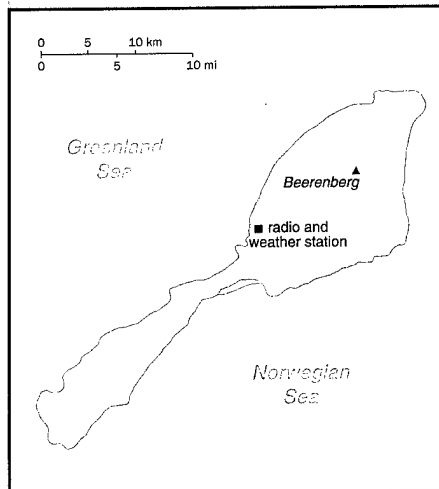 0 5 10 km
0 5 10 mi
Greenland
Sea
Beerenberg
radio and
weather station
Norwegian
Sea